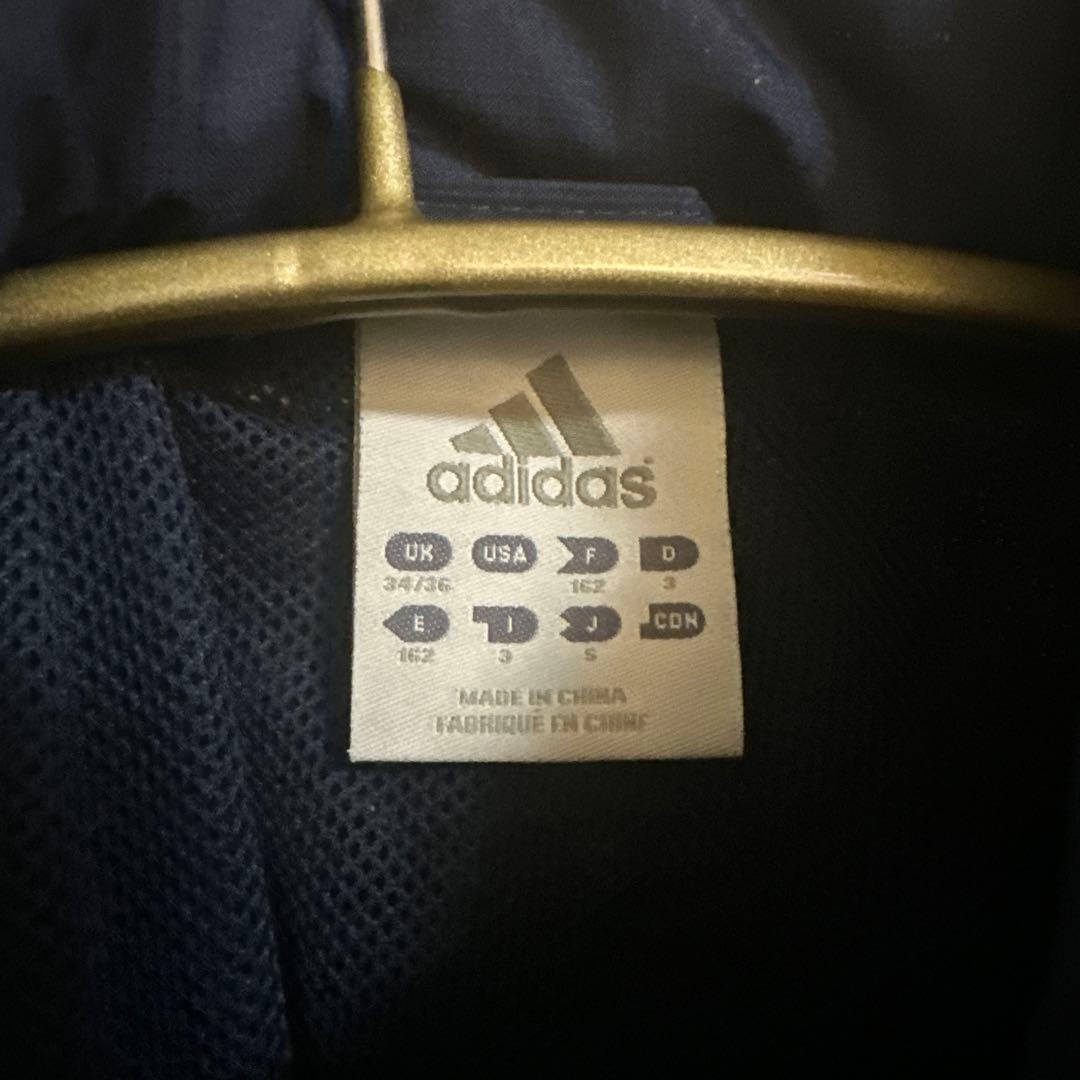 adidas
UK USA F D
34/36 162 3
E I J CDN
162 3 S
MADE IN CHINA
FABRIQUÉ EN CHINE